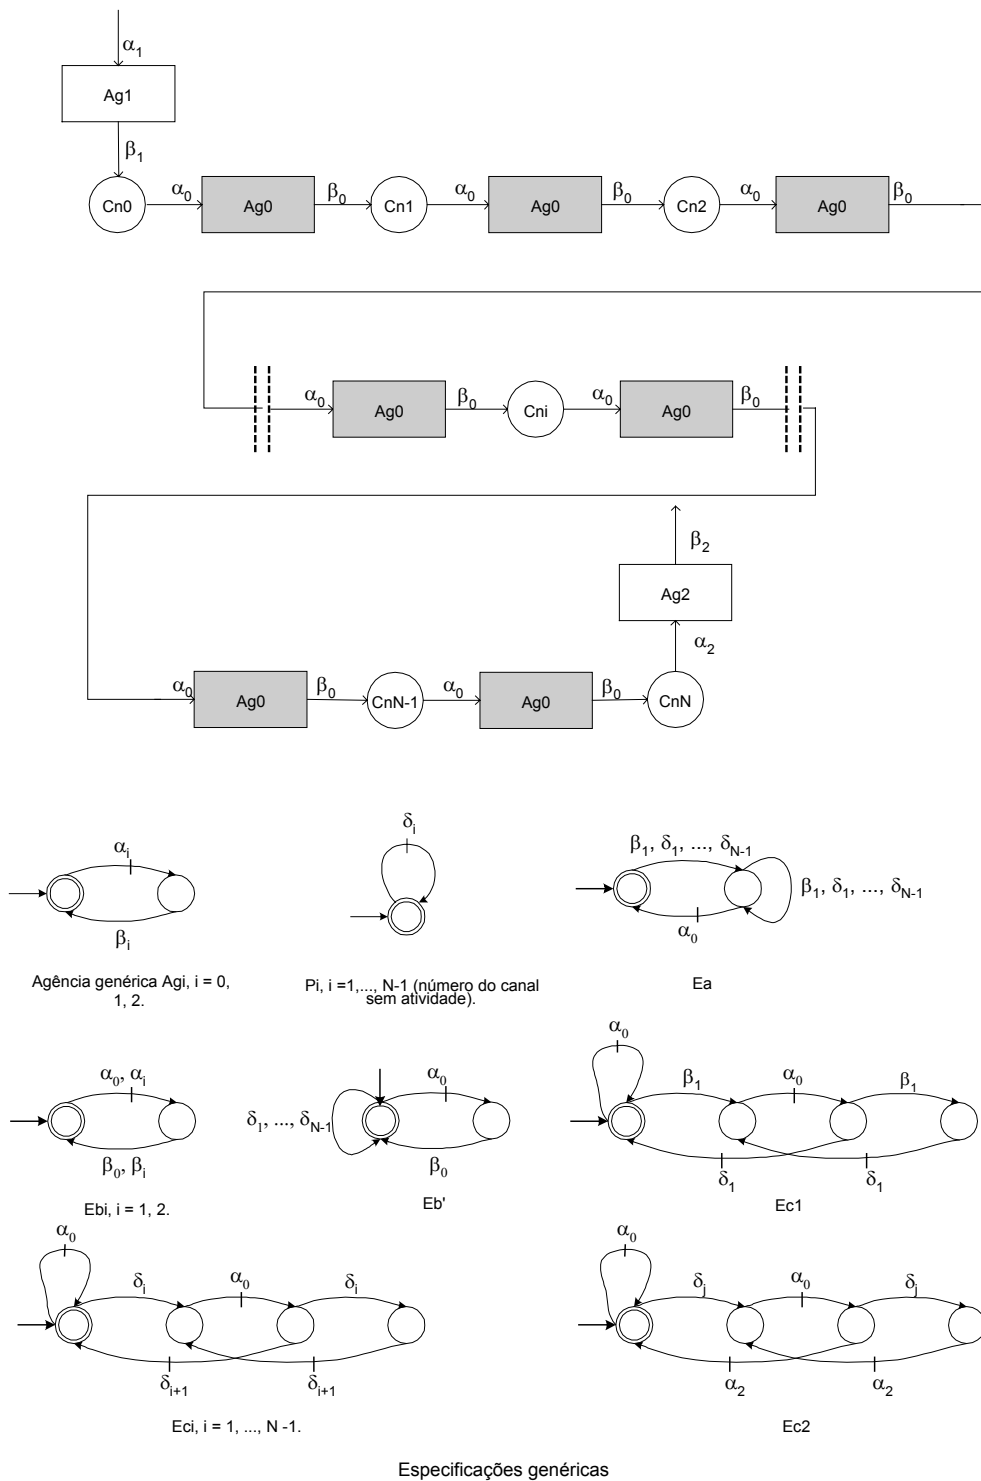 α1
Ag1
β1
Cn0 α0 Ag0 β0 Cn1 α0 Ag0 β0 Cn2 α0 Ag0 β0
α0 Ag0 β0 Cni α0 Ag0 β0
β2
Ag2
α2
α0 Ag0 β0 CnN-1 α0 Ag0 β0 CnN
αi
βi
Agência genérica Agi, i = 0,
1, 2.
δi
Pi, i =1,..., N-1 (número do canal
sem atividade).
β1, δ1, ..., δN-1
β1, δ1, ..., δN-1
α0
Ea
α0, αi
β0, βi
Ebi, i = 1, 2.
α0
δ1, ..., δN-1
β0
Eb'
α0
β1 α0 β1
δ1 δ1
Ec1
α0
δi α0 δi
δi+1 δi+1
Eci, i = 1, ..., N -1.
α0
δj α0 δj
α2 α2
Ec2
Especificações genéricas